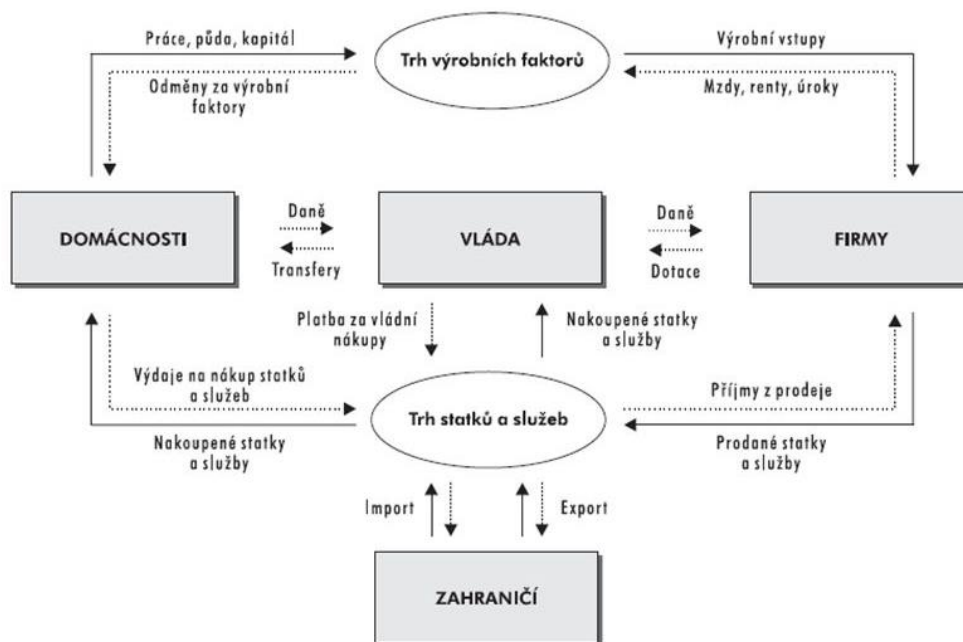 Práce, půda, kapitál
Trh výrobních faktorů
Výrobní vstupy
Odměny za výrobní
faktory
Mzdy, renty, úroky
DOMÁCNOSTI
Daně
Transfery
VLÁDA
Daně
Dotace
FIRMY
Platba za vládní
nákupy
Nakoupené statky
a služby
Výdaje na nákup statků
a služeb
Trh statků a služeb
Příjmy z prodeje
Nakoupené statky
a služby
Prodané statky
a služby
Import
Export
ZAHRANIČÍ